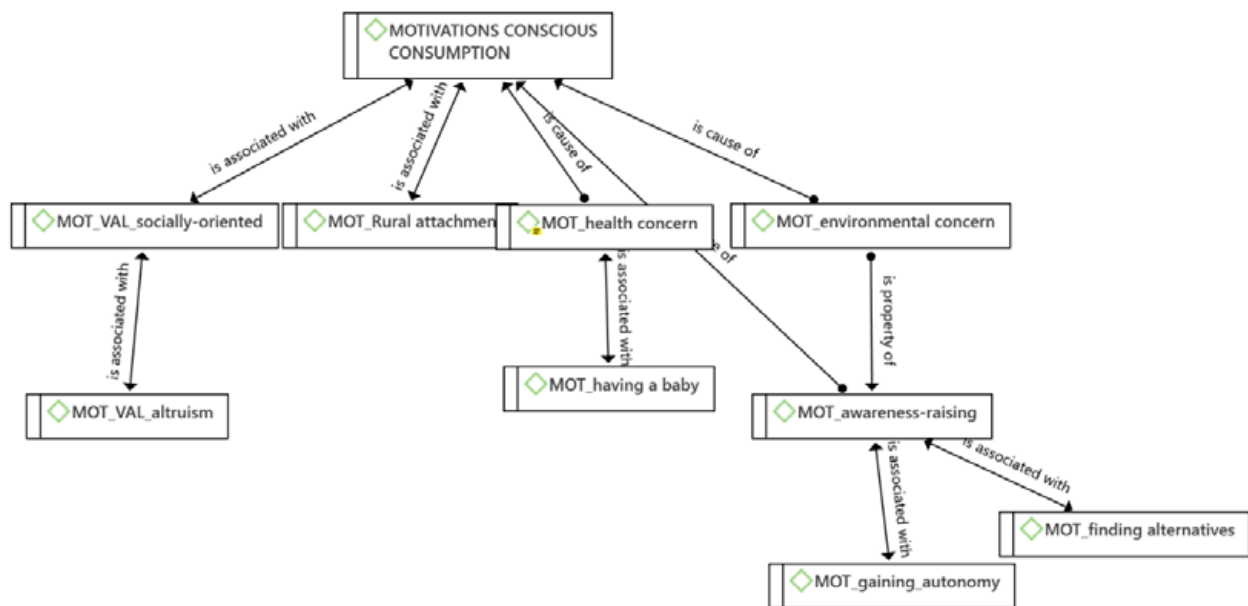 MOTIVATIONS CONSCIOUS
CONSUMPTION
is associated with
is associated with
is cause of
is cause of
MOT_VAL_socially-oriented
MOT_Rural attachmen
MOT_health concern
MOT_environmental concern
of
is associated with
is associated with
is property of
MOT_having a baby
MOT_VAL_altruism
MOT_awareness-raising
is associated with
is associated with
MOT_finding alternatives
MOT_gaining_autonomy